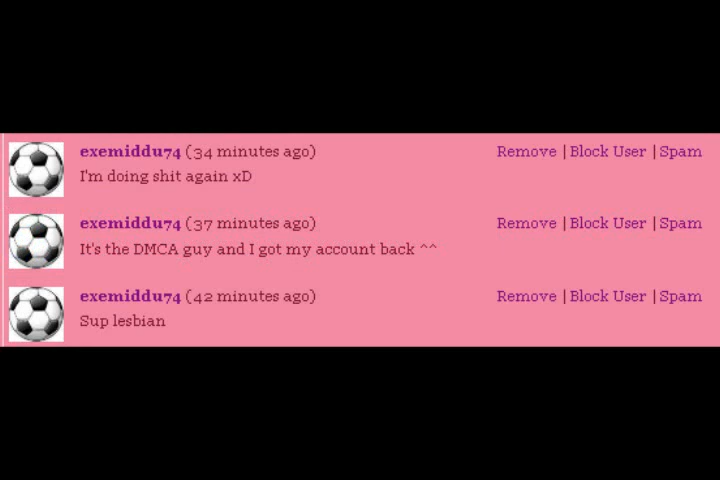 exemiddu74 (34 minutes ago) Remove | Block User | Spam
I'm doing shit again xD
exemiddu74 (37 minutes ago) Remove | Block User | Spam
It's the DMCA guy and I got my account back ^^
exemiddu74 (42 minutes ago) Remove | Block User | Spam
Sup lesbian